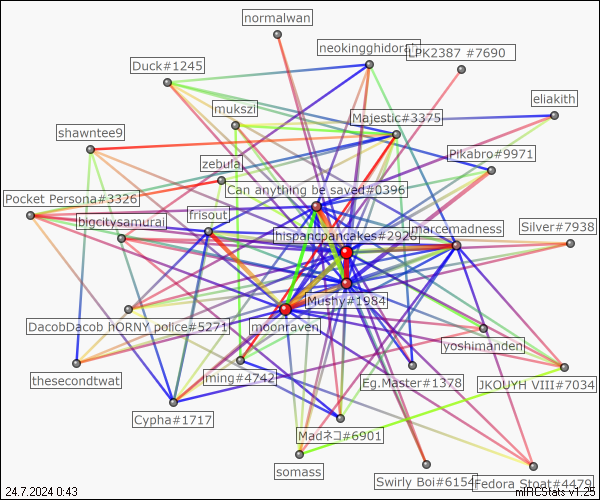 normalwan
neokingghidorah
LPK2387 #7690
Duck#1245
eliakith
mukszi
Majestic#3375
shawntee9
Pikabro#9971
zebula
Can anything be saved#0396
Pocket Persona#3326
frisout
bigcitysamurai
marcemadness
Silver#7938
hispancpancakes#2926
Mushy#1984
DacobDacob hORNY police#5271
moonraven
yoshimanden
thesecondtwat
ming#4742
Eg.Master#1378
JKOUYH VIII#7034
Cypha#1717
Madネコ#6901
somass
Swirly Boi#6154
Fedora Stoat#4479
24.7.2024 0:43
mIRCStats v1.25